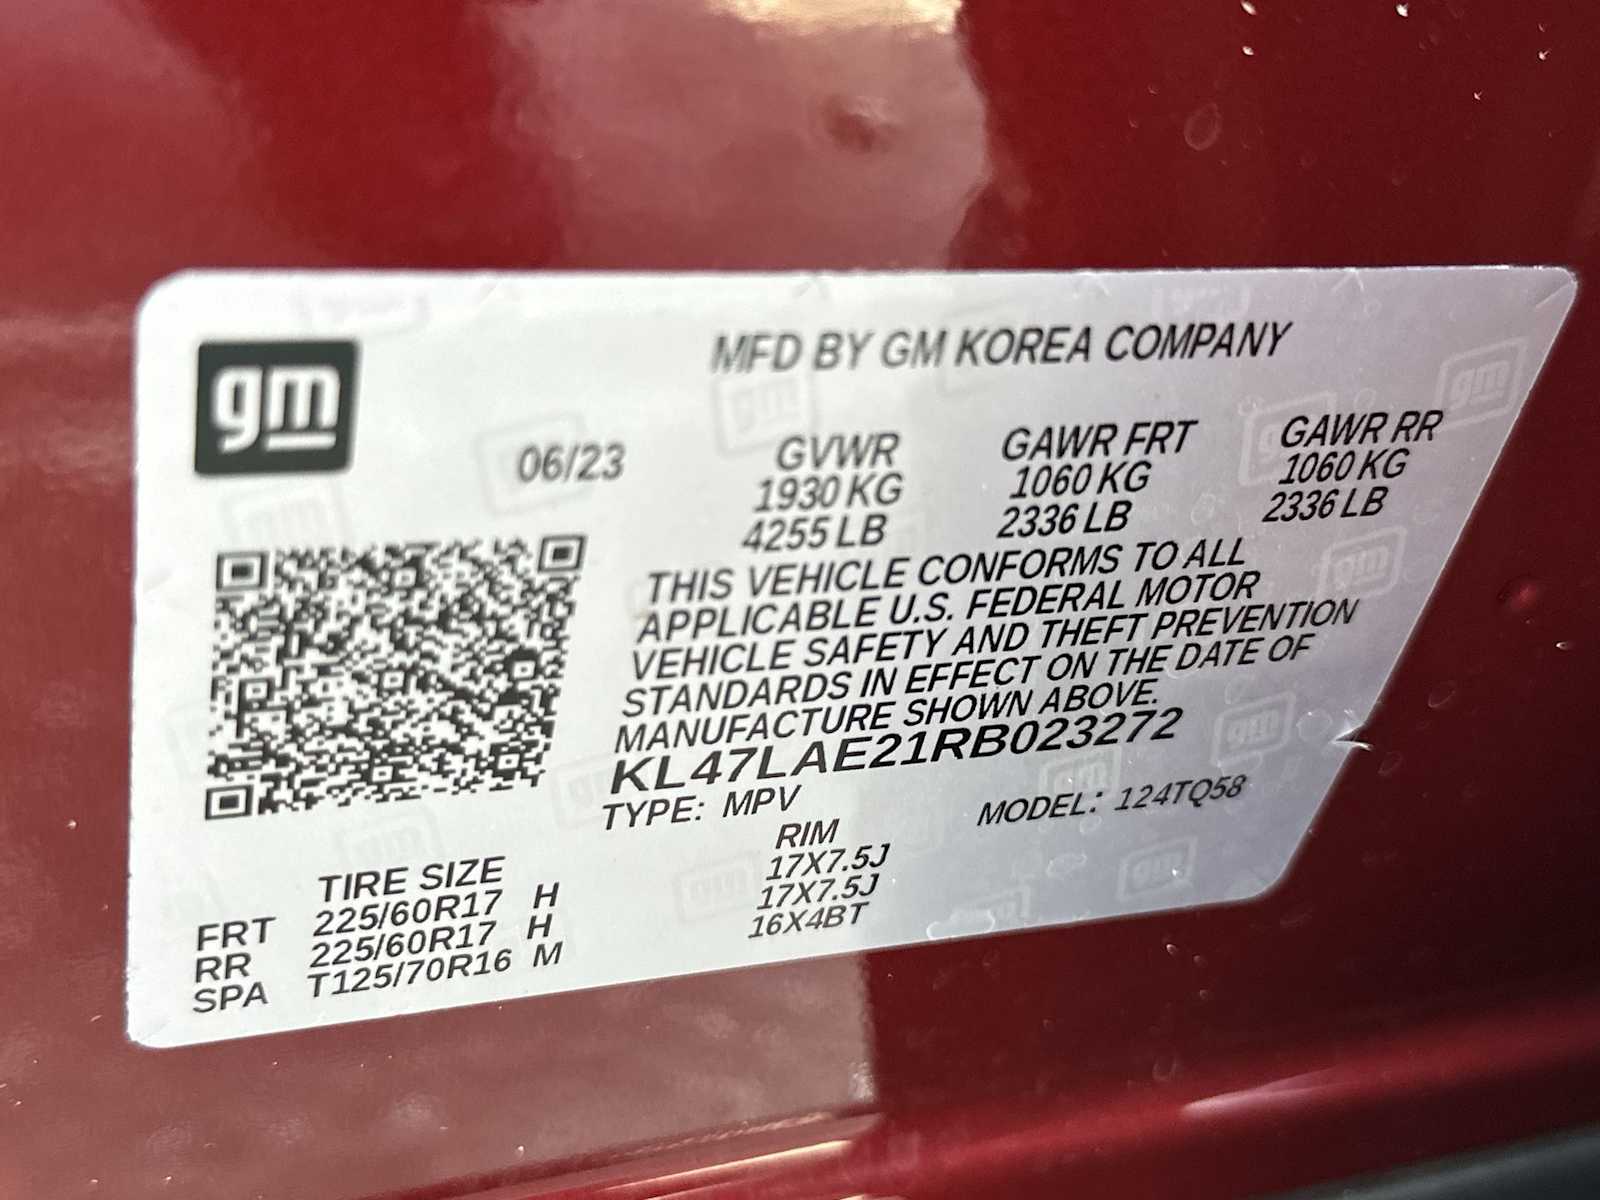 gm
MFD BY GM KOREA COMPANY
06/23 GVWR GAWR FRT GAWR RR
1930 KG 1060 KG 1060 KG
4255 LB 2336 LB 2336 LB
THIS VEHICLE CONFORMS TO ALL
APPLICABLE U.S. FEDERAL MOTOR
VEHICLE SAFETY AND THEFT PREVENTION
STANDARDS IN EFFECT ON THE DATE OF
MANUFACTURE SHOWN ABOVE.
KL47LAE21RB023272
TYPE: MPV MODEL: 124TQ58
TIRE SIZE RIM
FRT 225/60R17 H 17X7.5J
RR 225/60R17 H 17X7.5J
SPA T125/70R16 M 16X4BT